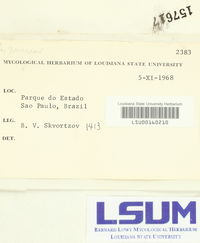 157617
2383
MYCOLOGICAL HERBARIUM OF LOUISIANA STATE UNIVERSITY
5-XI-1968
LOC. Parque do Estado
Sao Paulo, Brazil
Louisiana State University Herbarium
LSU00140210
LEG. B. V. Skvortzov 1413
DET.
LSUM
BERNARD LOWY MYCOLOGICAL HERBARIUM
LOUISIANA STATE UNIVERSITY